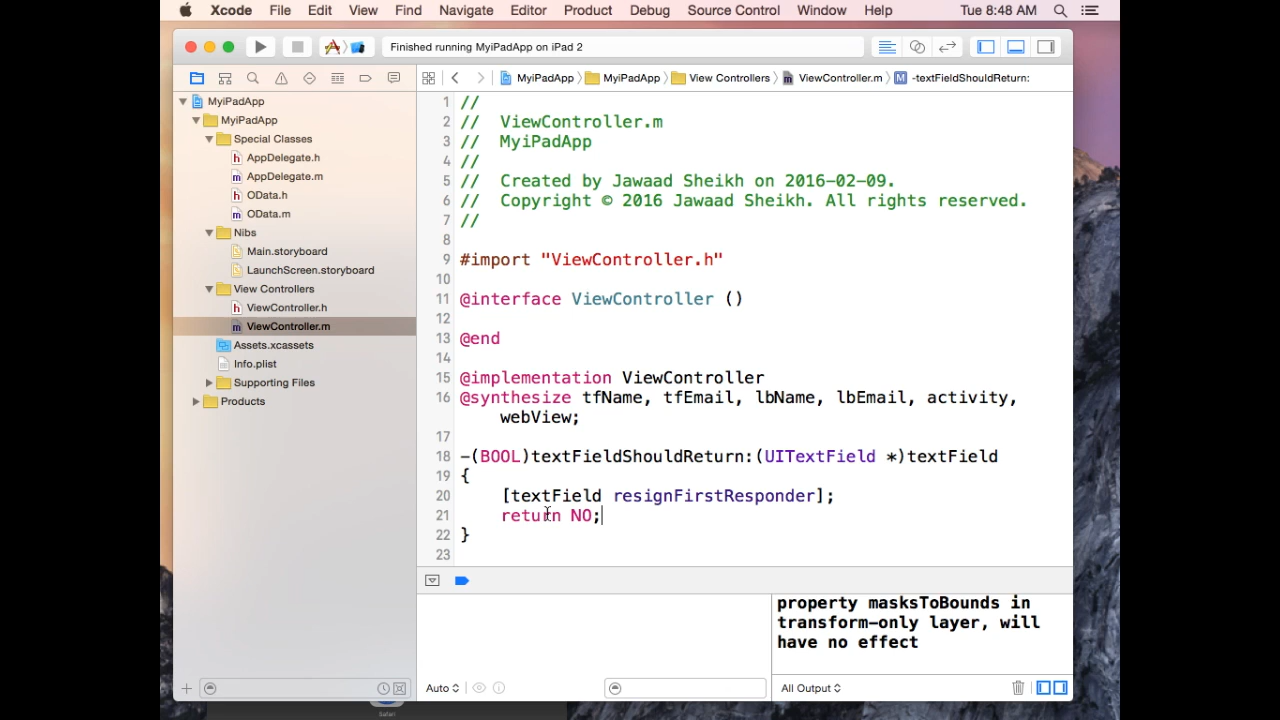 Xcode File Edit View Find Navigate Editor Product Debug Source Control Window Help Tue 8:48 AM
Finished running MyiPadApp on iPad 2
MyiPadApp MyiPadApp View Controllers ViewController.m M -textFieldShouldReturn:
MyiPadApp
MyiPadApp
Special Classes
h AppDelegate.h
m AppDelegate.m
h OData.h
m OData.m
Nibs
Main.storyboard
LaunchScreen.storyboard
View Controllers
h ViewController.h
m ViewController.m
Assets.xcassets
Info.plist
Supporting Files
Products
1 //
2 // ViewController.m
3 // MyiPadApp
4 //
5 // Created by Jawaad Sheikh on 2016-02-09.
6 // Copyright © 2016 Jawaad Sheikh. All rights reserved.
7 //
8
9 #import "ViewController.h"
10
11 @interface ViewController ()
12
13 @end
14
15 @implementation ViewController
16 @synthesize tfName, tfEmail, lbName, lbEmail, activity,
webView;
17
18 -(BOOL)textFieldShouldReturn:(UITextField *)textField
19 {
20 [textField resignFirstResponder];
21 return NO;
22 }
23
property masksToBounds in
transform-only layer, will
have no effect
Auto
All Output
Safari